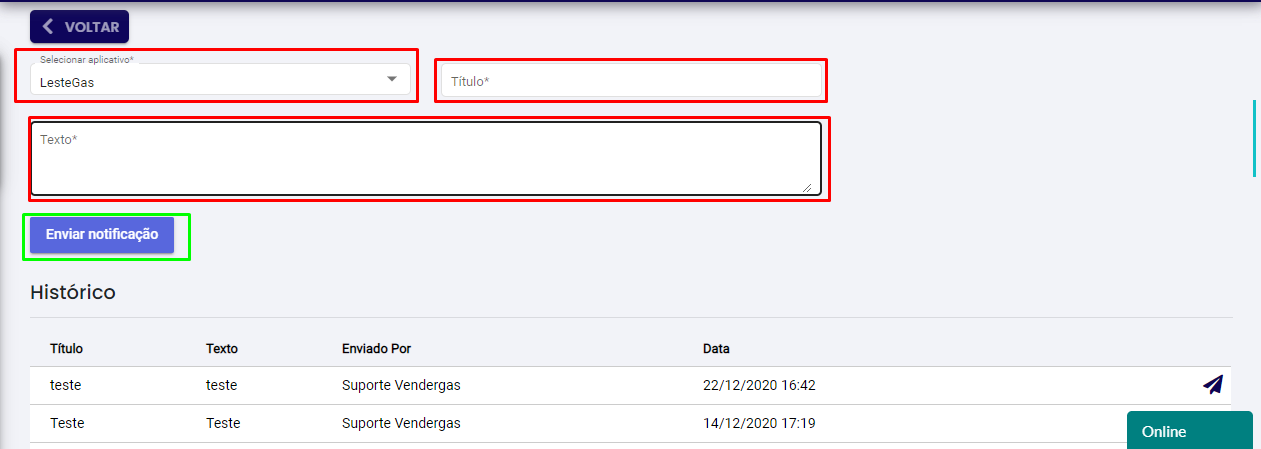 VOLTAR
Selecionar aplicativo*
LesteGas
Título*
Texto*
Enviar notificação
Histórico
Título Texto Enviado Por Data
teste teste Suporte Vendergas 22/12/2020 16:42
Teste Teste Suporte Vendergas 14/12/2020 17:19
Online